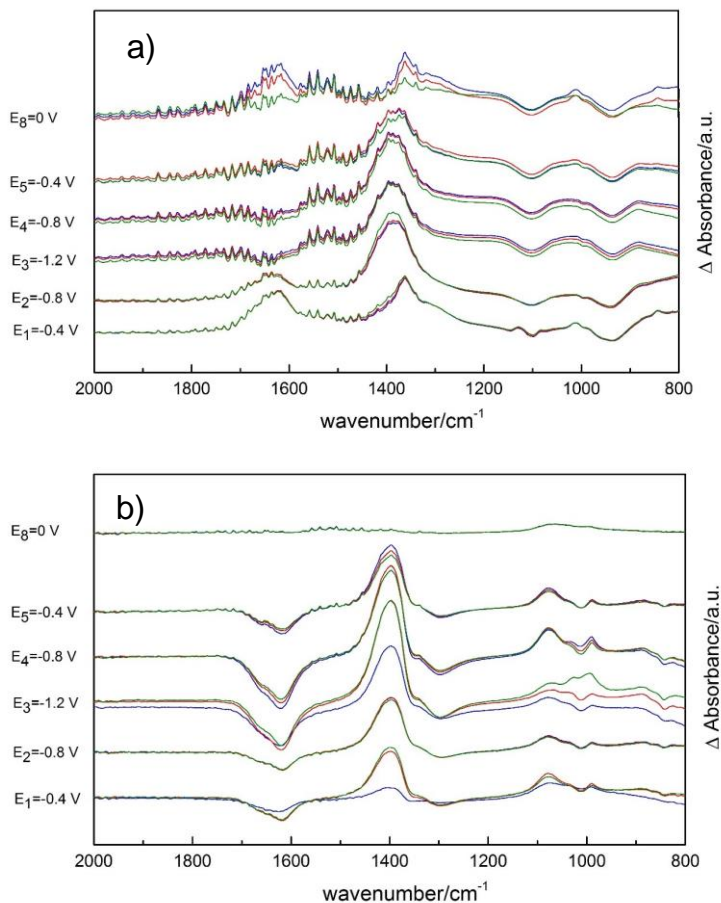 a)
E₈=0 V
E₅=-0.4 V
E₄=-0.8 V
E₃=-1.2 V
E₂=-0.8 V
E₁=-0.4 V
2000 1800 1600 1400 1200 1000 800
wavenumber/cm⁻¹
Δ Absorbance/a.u.
b)
E₈=0 V
E₅=-0.4 V
E₄=-0.8 V
E₃=-1.2 V
E₂=-0.8 V
E₁=-0.4 V
2000 1800 1600 1400 1200 1000 800
wavenumber/cm⁻¹
Δ Absorbance/a.u.